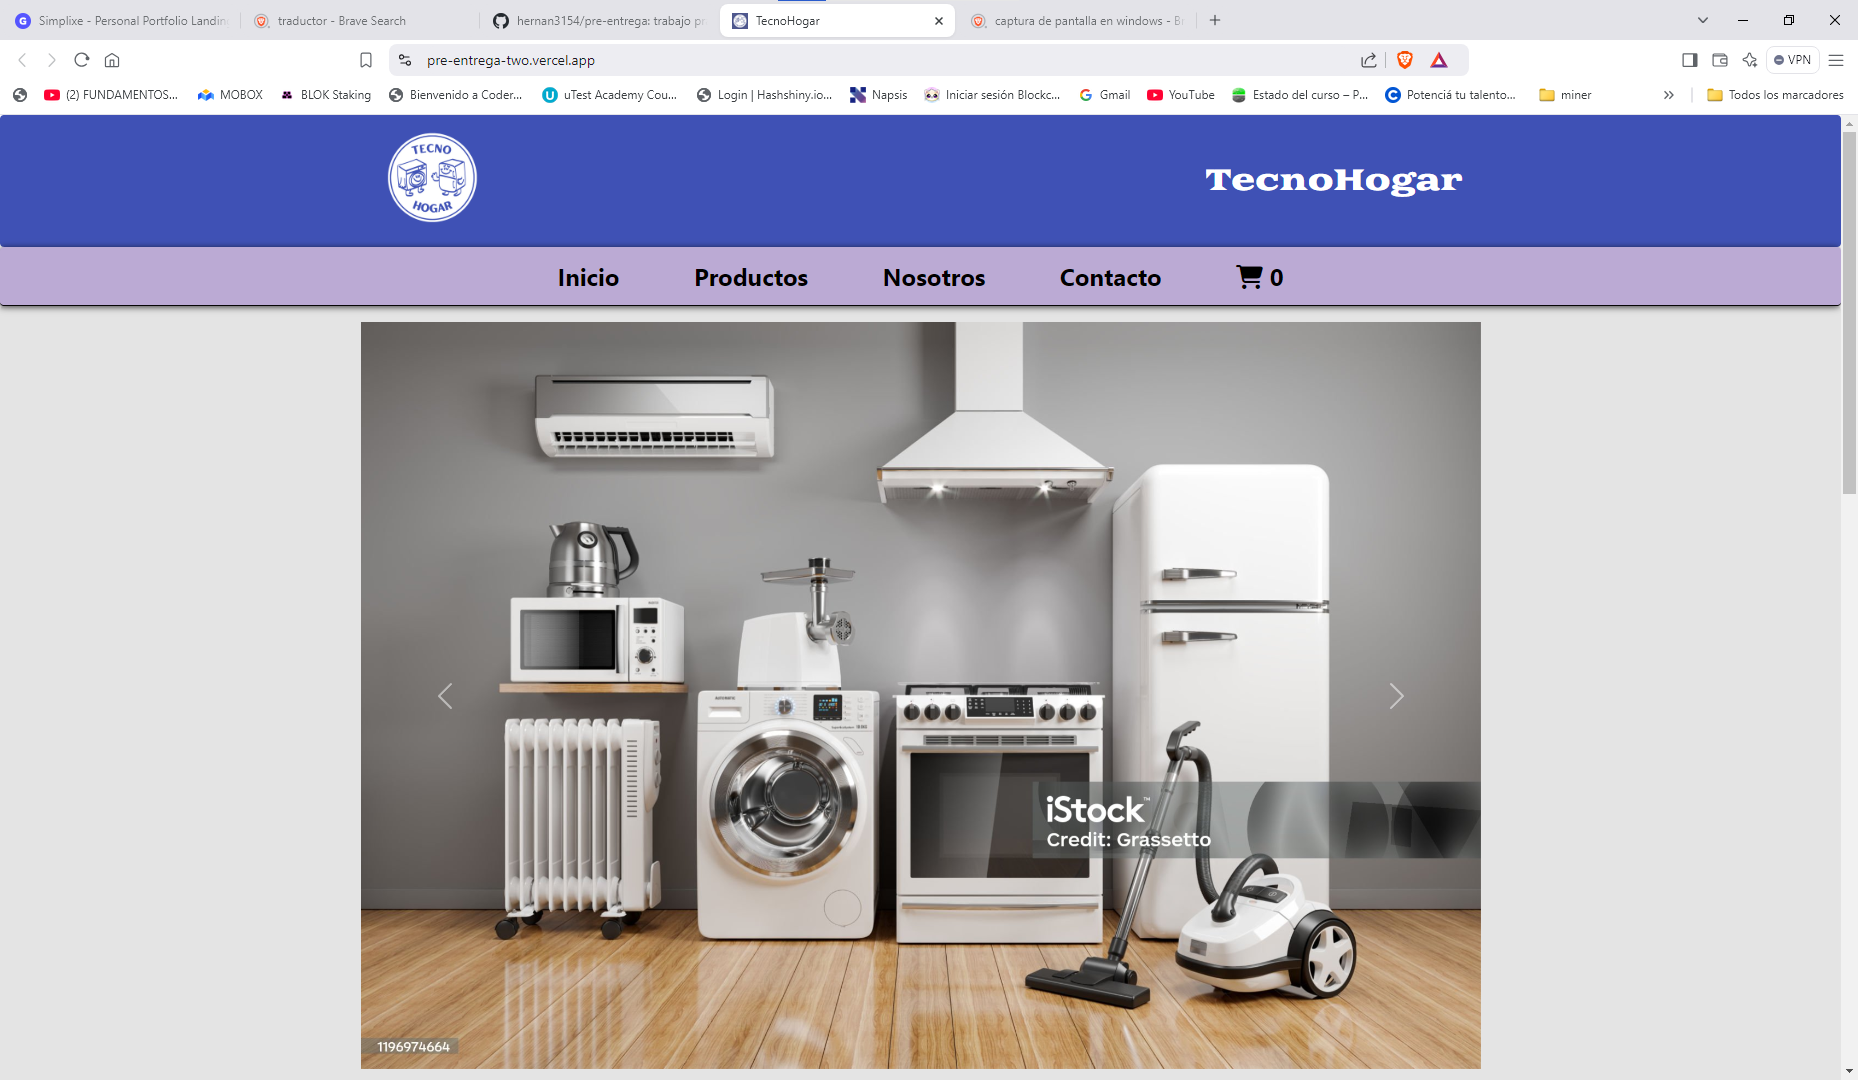 Simplixe - Personal Portfolio Landin
traductor - Brave Search
hernan3154/pre-entrega: trabajo pr
TecnoHogar
captura de pantalla en windows - Br
pre-entrega-two.vercel.app
VPN
(2) FUNDAMENTOS...
MOBOX
BLOK Staking
Bienvenido a Coder...
uTest Academy Cou...
Login | Hashshiny.io...
Napsis
Iniciar sesión Blockc...
Gmail
YouTube
Estado del curso – P...
Potenciá tu talento...
miner
»
Todos los marcadores
TECNO
HOGAR
TecnoHogar
Inicio
Productos
Nosotros
Contacto
0
iStock™
Credit: Grassetto
1196974664